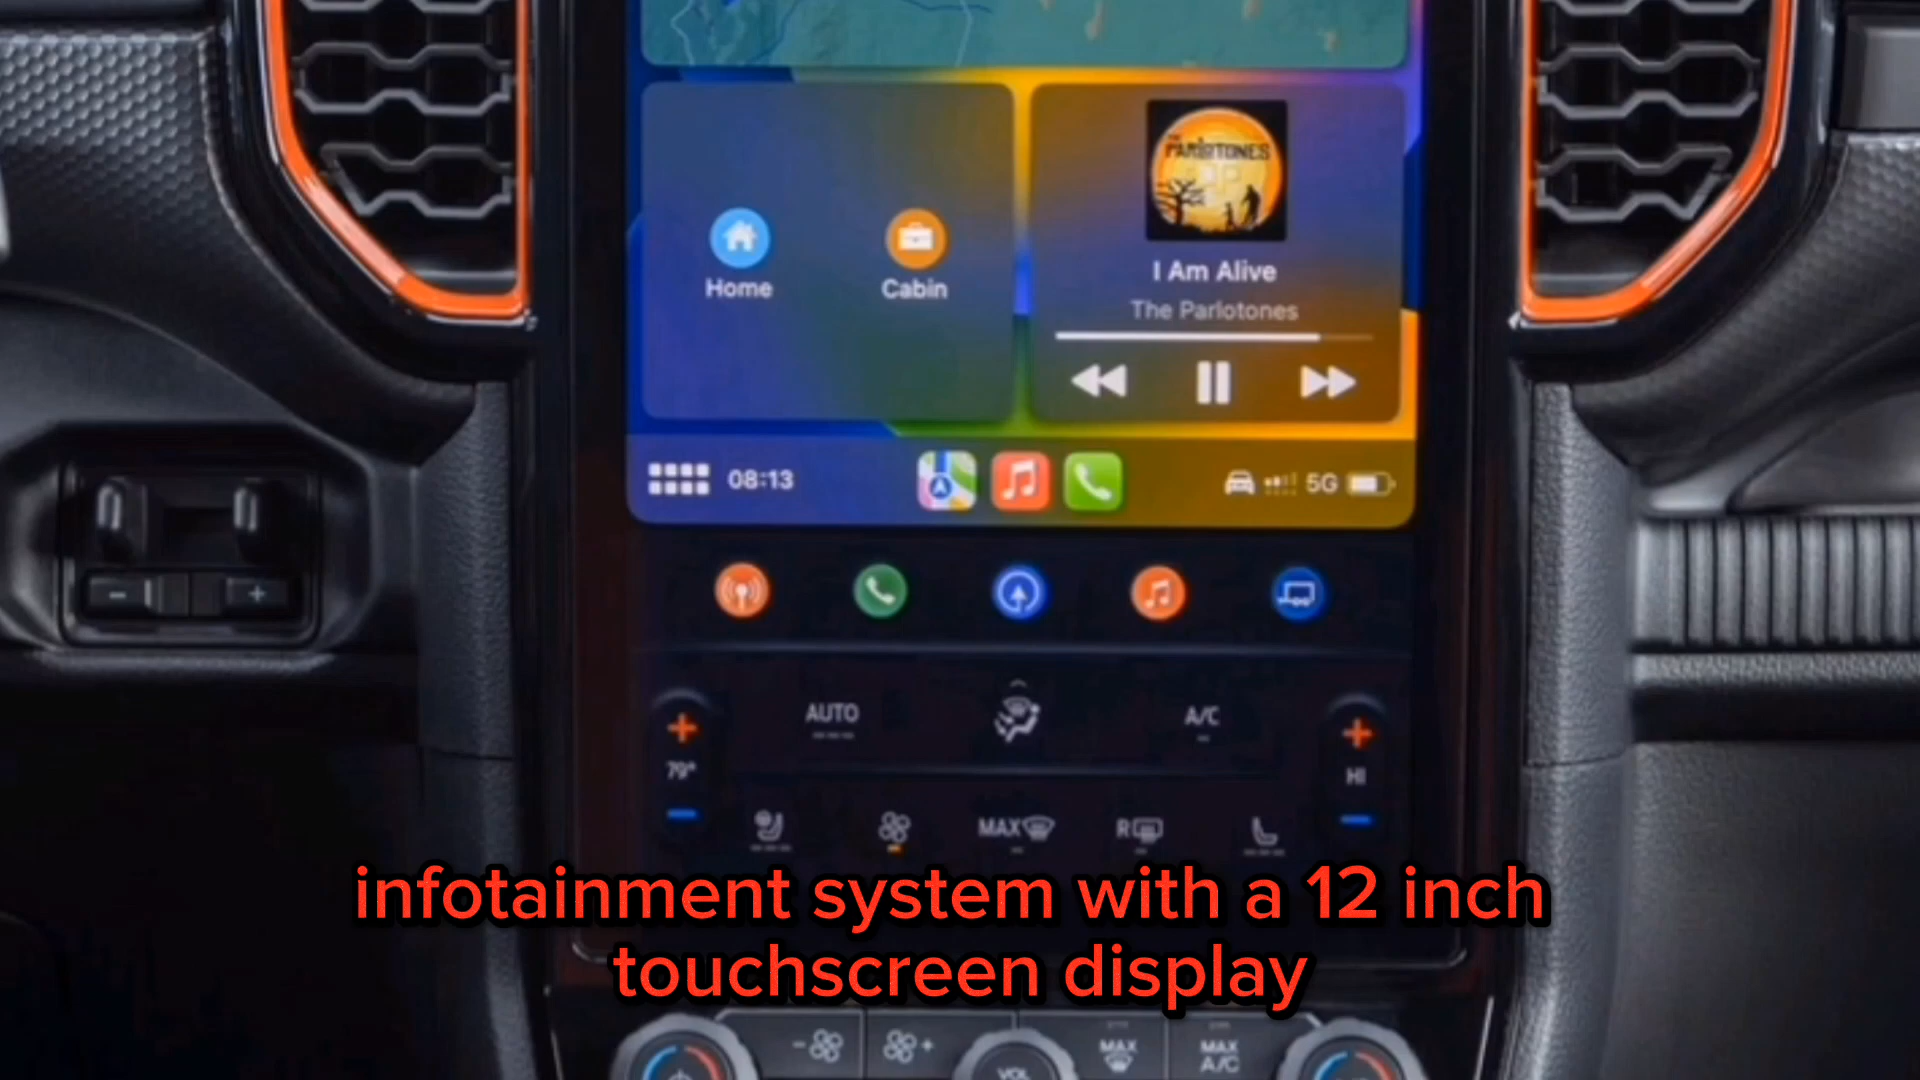 PARLOTONES
I Am Alive
The Parlotones
Home
Cabin
08:13
5G
AUTO
A/C
79°
HI
MAX
R
infotainment system with a 12 inch
touchscreen display
- +
MAX
MAX
A/C
VOL